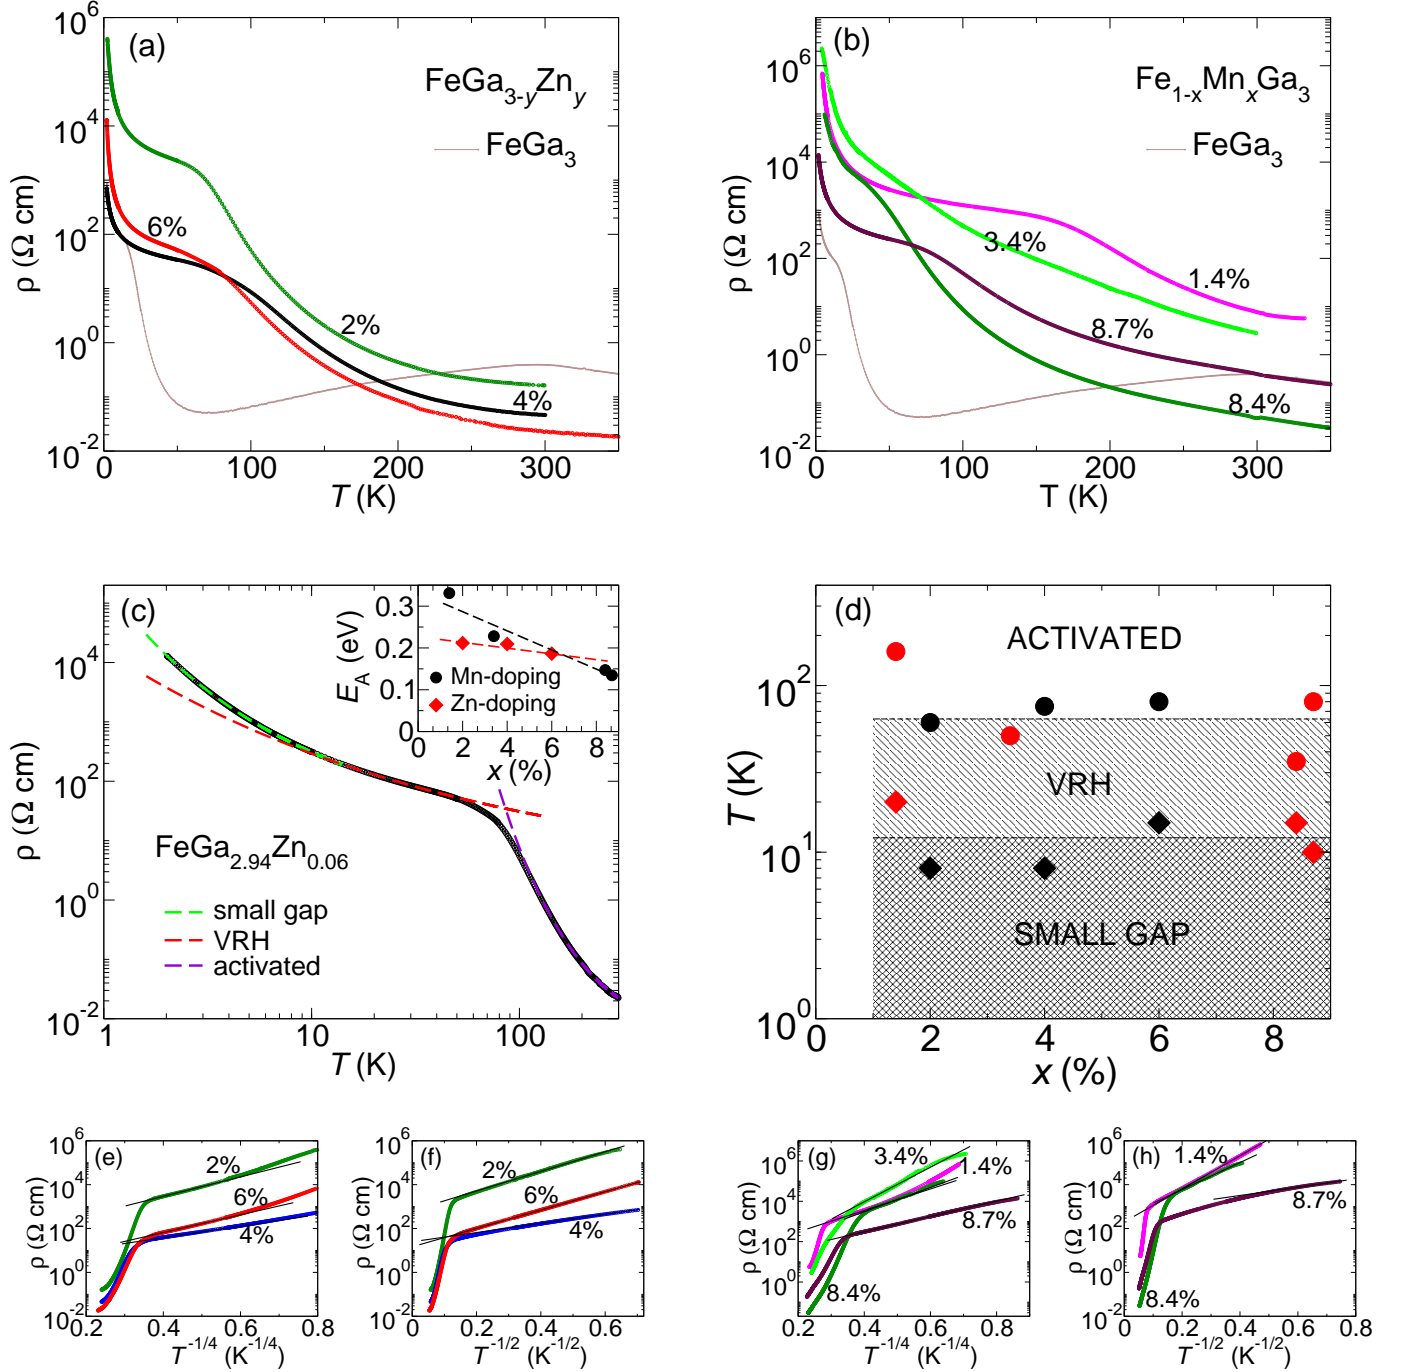 (a)
FeGa3-yZny
FeGa3
6%
2%
4%
10^6
10^4
10^2
10^0
10^-2
ρ (Ω cm)
0 100 200 300
T (K)
(b)
Fe1-xMnxGa3
FeGa3
3.4%
1.4%
8.7%
8.4%
10^6
10^4
10^2
10^0
10^-2
ρ (Ω cm)
0 100 200 300
T (K)
(c)
10^4
10^2
10^0
10^-2
ρ (Ω cm)
FeGa2.94Zn0.06
small gap
VRH
activated
1 10 100
T (K)
0.3
0.2
0.1
0
EA (eV)
Mn-doping
Zn-doping
0 2 4 6 8
x (%)
(d)
ACTIVATED
VRH
SMALL GAP
10^2
10^1
10^0
T (K)
0 2 4 6 8
x (%)
(e)
2%
6%
4%
10^6
10^4
10^2
10^0
10^-2
ρ (Ω cm)
0.2 0.4 0.6 0.8
T^-1/4 (K^-1/4)
(f)
2%
6%
4%
10^6
10^4
10^2
10^0
10^-2
ρ (Ω cm)
0 0.2 0.4 0.6
T^-1/2 (K^-1/2)
(g)
3.4%
1.4%
8.7%
8.4%
10^6
10^4
10^2
10^0
ρ (Ω cm)
0.2 0.4 0.6 0.8
T^-1/4 (K^-1/4)
(h)
1.4%
8.7%
8.4%
10^6
10^4
10^2
10^0
10^-2
ρ (Ω cm)
0 0.2 0.4 0.6 0.8
T^-1/2 (K^-1/2)